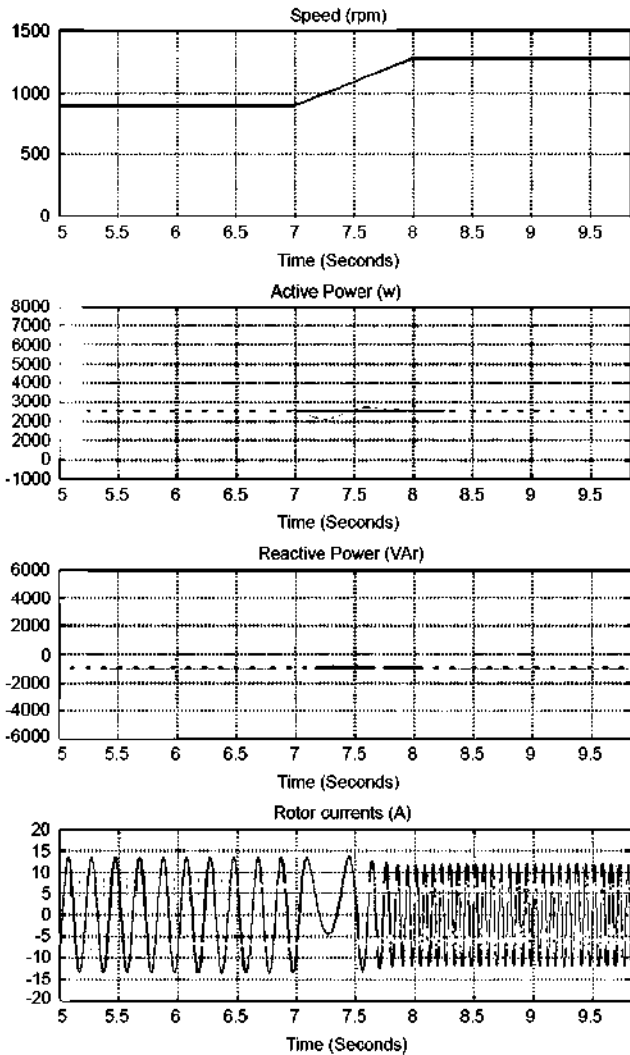 Speed (rpm)
1500
1000
500
0
5 5.5 6 6.5 7 7.5 8 8.5 9 9.5
Time (Seconds)
Active Power (w)
8000
7000
6000
5000
4000
3000
2000
2000
0
-1000
5 5.5 6 6.5 7 7.5 8 8.5 9 9.5
Time (Seconds)
Reactive Power (VAr)
6000
4000
2000
0
-2000
-4000
-6000
5 5.5 6 6.5 7 7.5 8 8.5 9 9.5
Time (Seconds)
Rotor currents (A)
20
15
10
5
0
-5
-10
-15
-20
5 5.5 6 6.5 7 7.5 8 8.5 9 9.5
Time (Seconds)